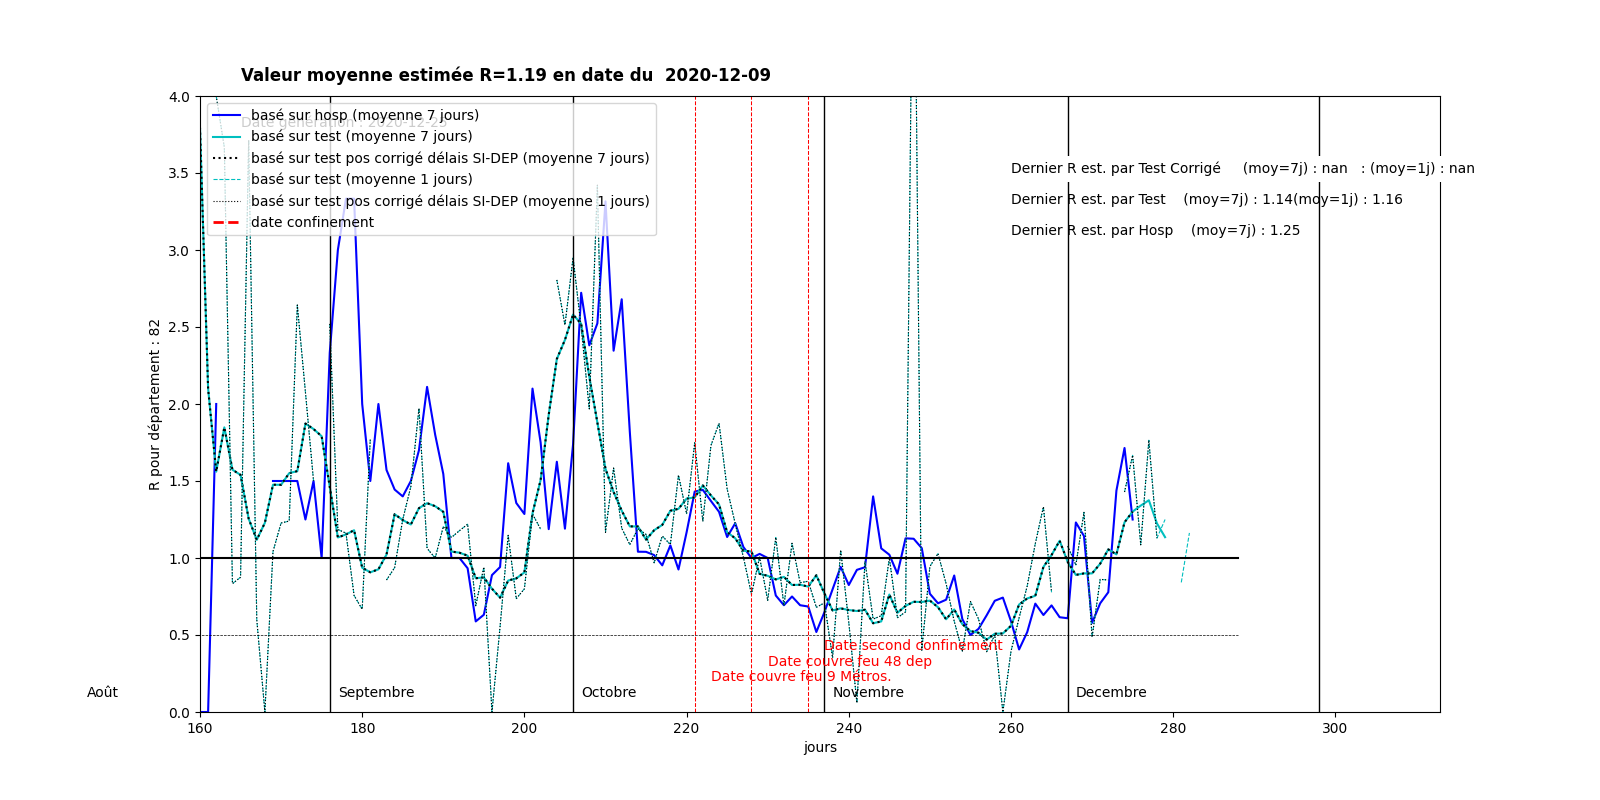 Valeur moyenne estimée R=1.19 en date du  2020-12-09
4.0
3.5
3.0
2.5
2.0
1.5
1.0
0.5
0.0
R pour département : 82
basé sur hosp (moyenne 7 jours)
basé sur test (moyenne 7 jours)
basé sur test pos corrigé délais SI-DEP (moyenne 7 jours)
basé sur test (moyenne 1 jours)
basé sur test pos corrigé délais SI-DEP (moyenne 1 jours)
date confinement
Dernier R est. par Test Corrigé     (moy=7j) : nan   : (moy=1j) : nan
Dernier R est. par Test    (moy=7j) : 1.14(moy=1j) : 1.16
Dernier R est. par Hosp    (moy=7j) : 1.25
Date second confinement
Date couvre feu 48 dep
Date couvre feu 9 Métros.
Août
Septembre
Octobre
Novembre
Decembre
160
180
200
220
240
260
280
300
jours